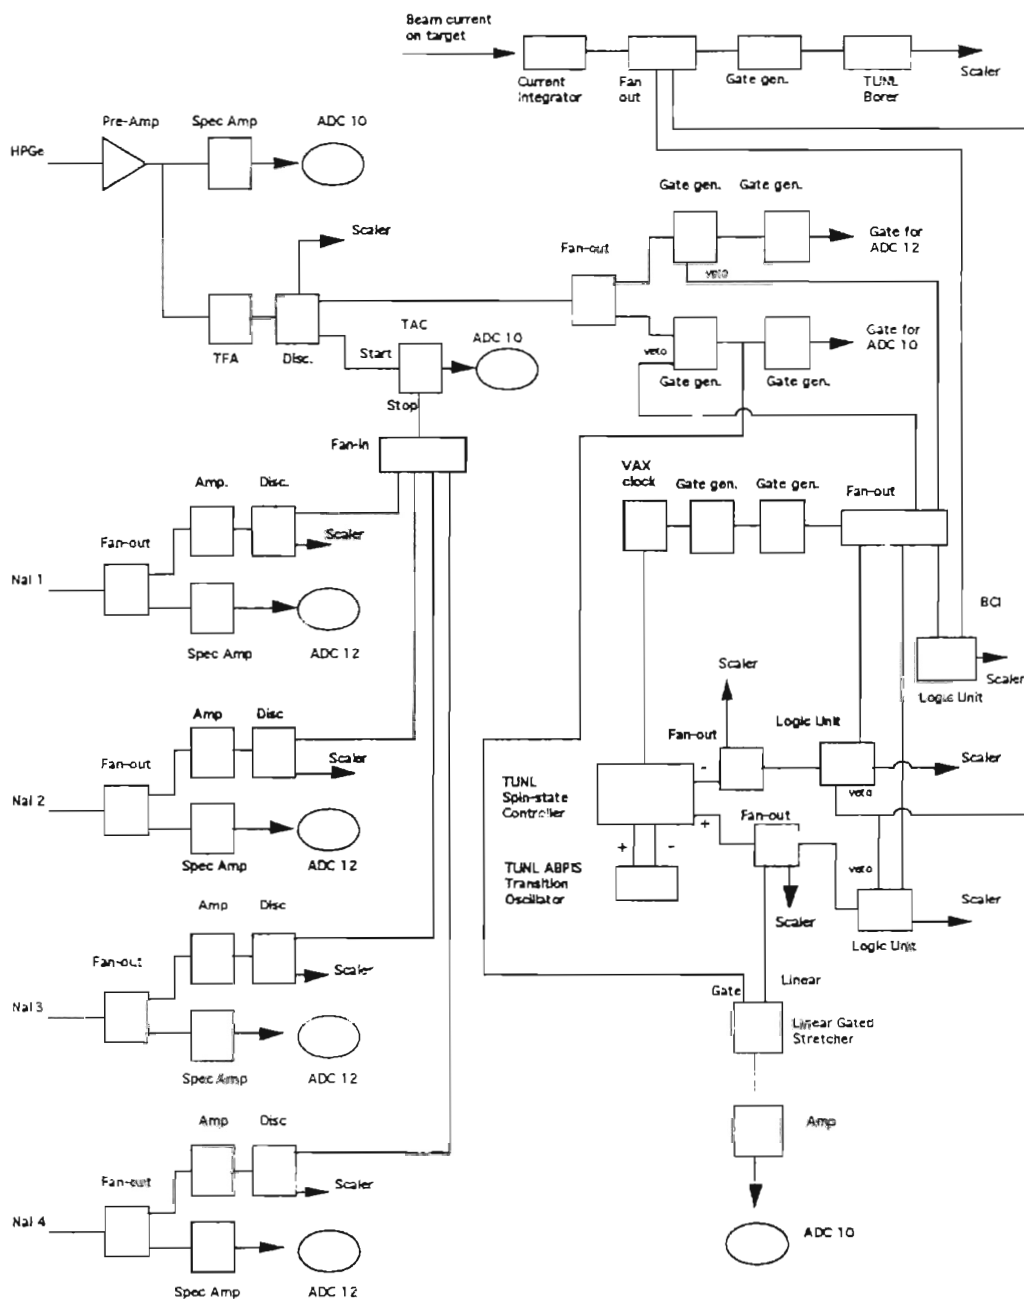 Beam current
on target
Current
Integrator
Fan
out
Gate gen.
TUNL
Borer
Scaler
HPGe
Pre-Amp
Spec Amp
ADC 10
Scaler
TFA
Disc.
Start
TAC
Stop
ADC 10
Fan-out
Gate gen.
Gate gen.
veto
Gate for
ADC 12
veto
Gate gen.
Gate gen.
Gate for
ADC 10
Fan-in
NaI 1
Fan-out
Amp.
Disc.
Scaler
Spec Amp
ADC 12
NaI 2
Fan-out
Amp
Disc
Scaler
Spec Amp
ADC 12
NaI 3
Fan-out
Amp
Disc
Scaler
Spec Amp
ADC 12
NaI 4
Fan-out
Amp
Disc
Scaler
Spec Amp
ADC 12
VAX
clock
Gate gen.
Gate gen.
Fan-out
BCI
Scaler
Logic Unit
Scaler
Fan-out
Logic Unit
Scaler
veto
TUNL
Spin-state
Controller
-
+
Fan-out
Scaler
+
-
TUNL ABPIS
Transition
Oscillator
veto
Scaler
Logic Unit
Gate
Linear
Linear Gated
Stretcher
Amp
ADC 10